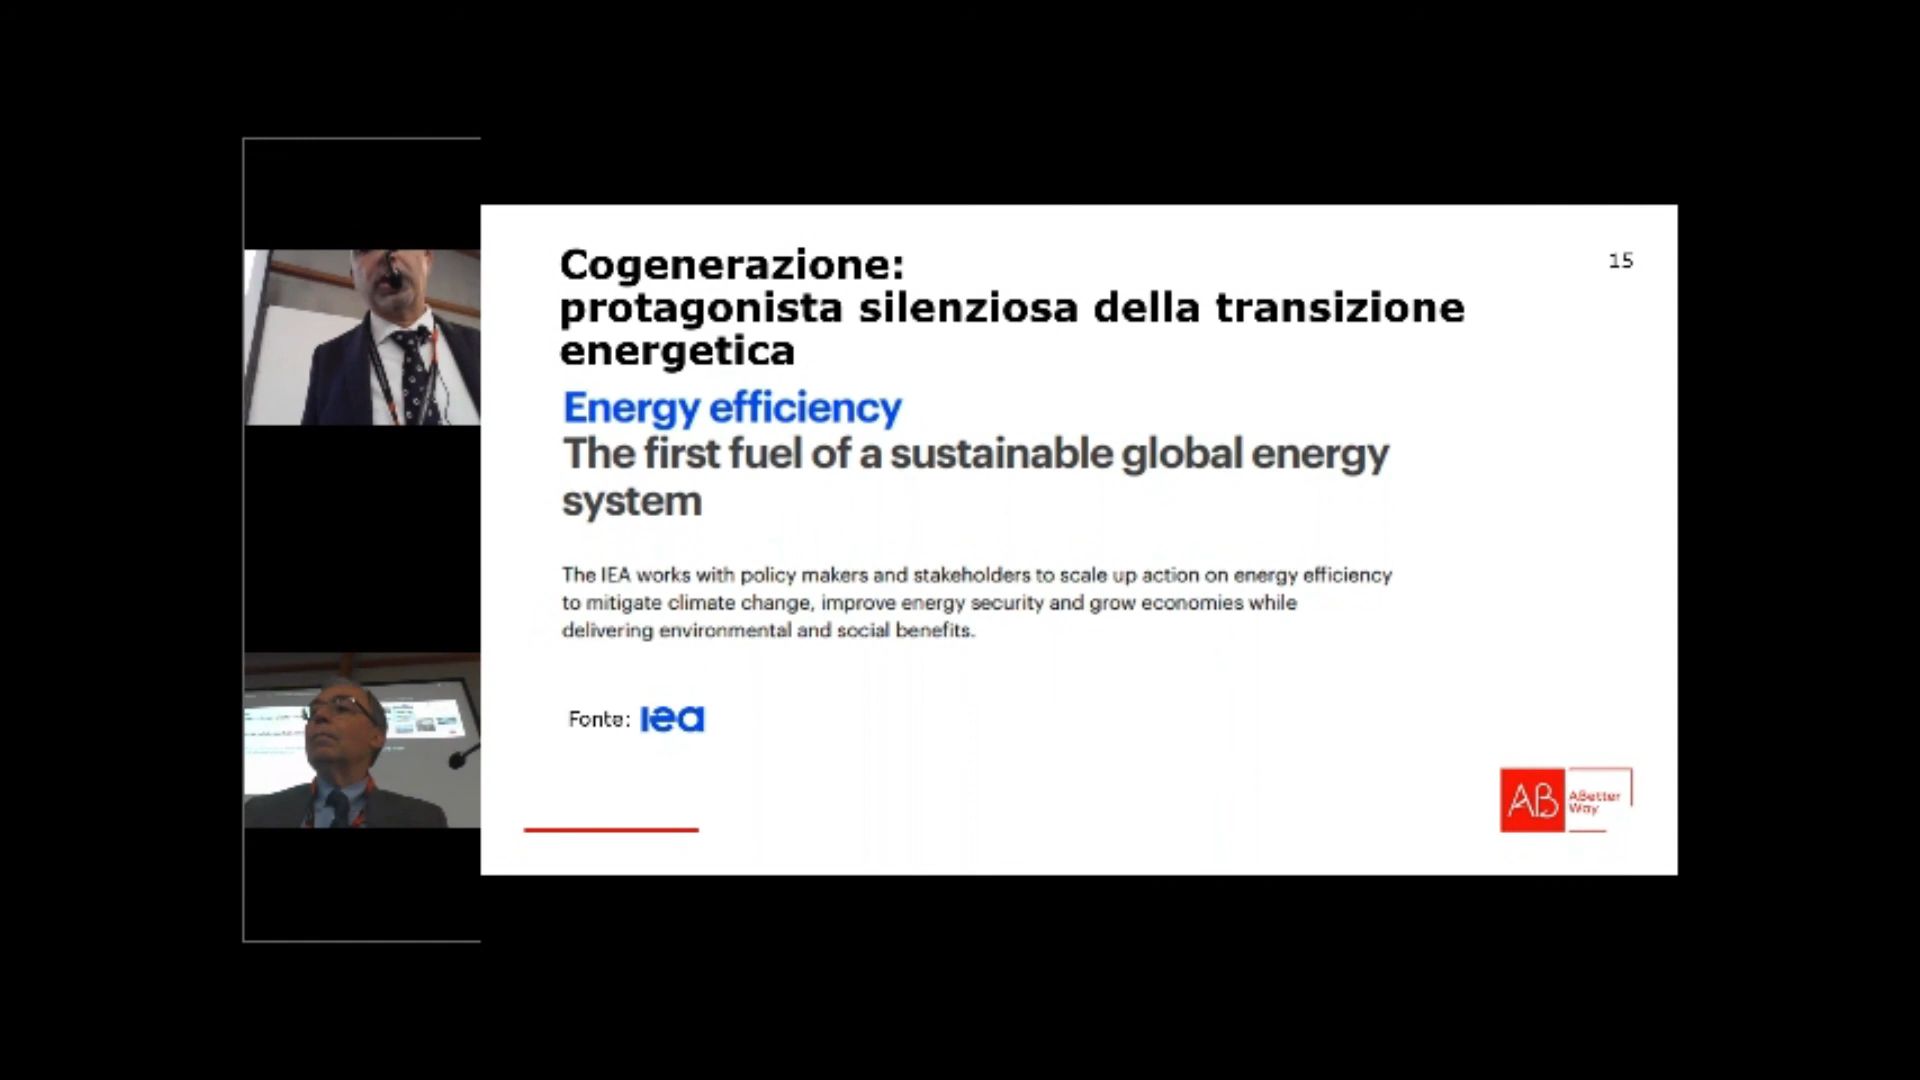 Cogenerazione:
protagonista silenziosa della transizione
energetica
15
Energy efficiency
The first fuel of a sustainable global energy
system
The IEA works with policy makers and stakeholders to scale up action on energy efficiency
to mitigate climate change, improve energy security and grow economies while
delivering environmental and social benefits.
Fonte: iea
AB
ABetter
Way